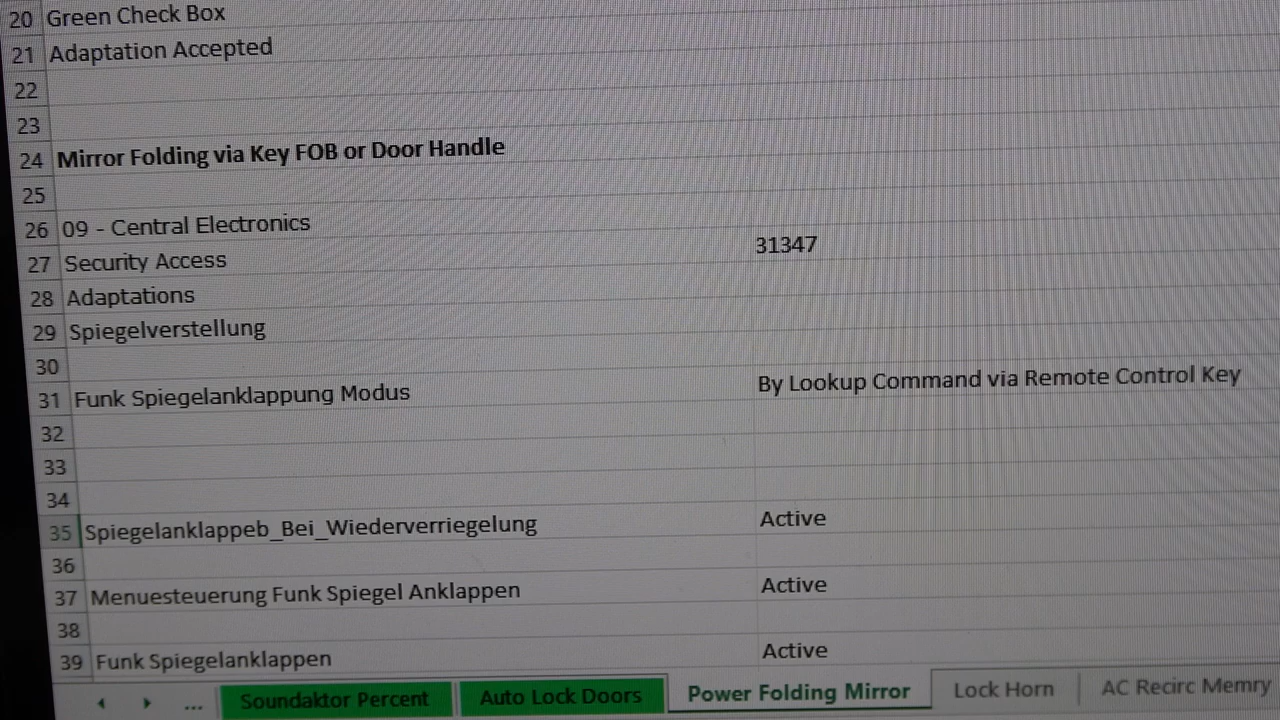 20 Green Check Box
21 Adaptation Accepted
22
23
24 Mirror Folding via Key FOB or Door Handle
25
26 09 - Central Electronics
27 Security Access 31347
28 Adaptations
29 Spiegelverstellung
30
31 Funk Spiegelanklappung Modus By Lookup Command via Remote Control Key
32
33
34
35 Spiegelanklappeb_Bei_Wiederverriegelung Active
36
37 Menuesteuerung Funk Spiegel Anklappen Active
38
39 Funk Spiegelanklappen Active
... Soundaktor Percent Auto Lock Doors Power Folding Mirror Lock Horn AC Recirc Memry